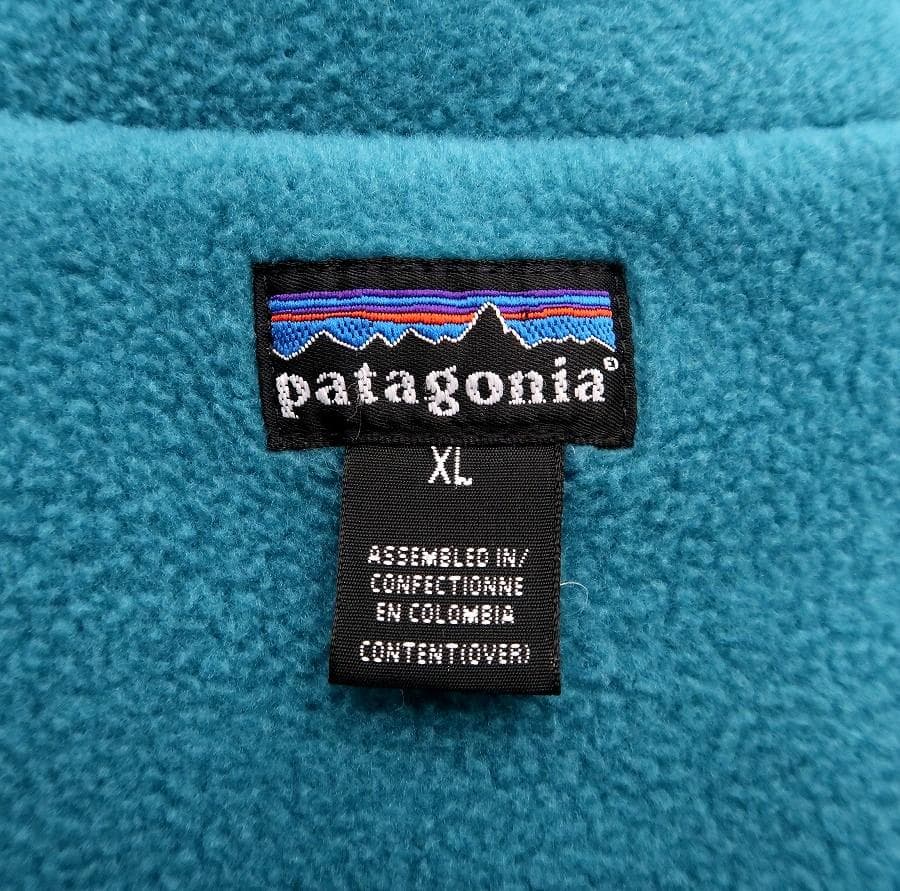 patagonia®
XL
ASSEMBLED IN/
CONFECTIONNE
EN COLOMBIA
CONTENT(OVER)